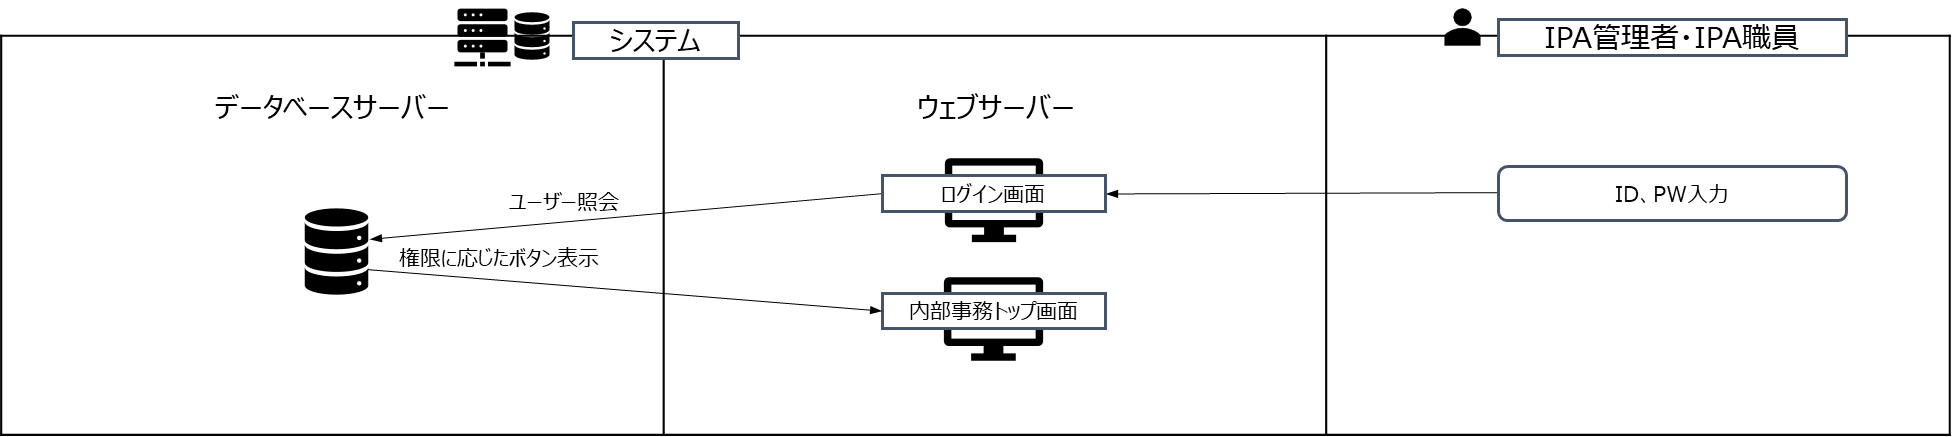 システム
IPA管理者・IPA職員
データベースサーバー
ウェブサーバー
ログイン画面
ID、PW入力
ユーザー照会
権限に応じたボタン表示
内部事務トップ画面